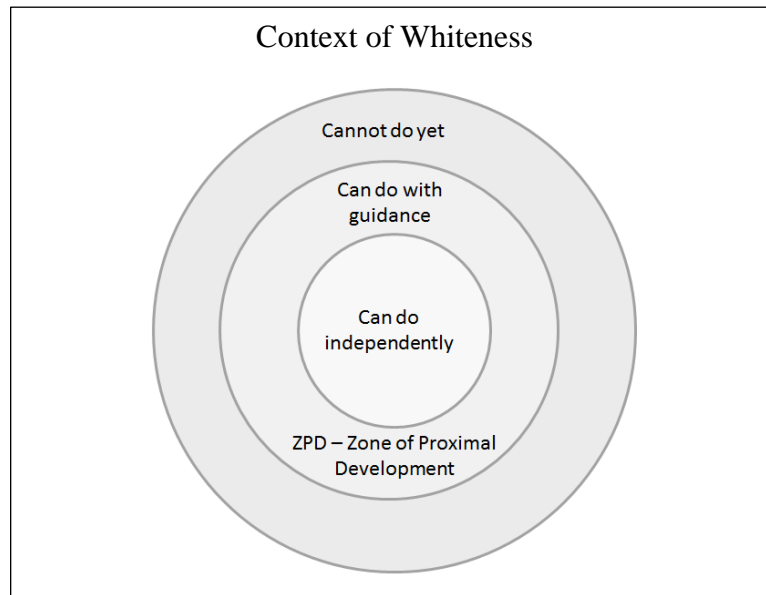 Context of Whiteness
Cannot do yet
Can do with
guidance
Can do
independently
ZPD – Zone of Proximal
Development